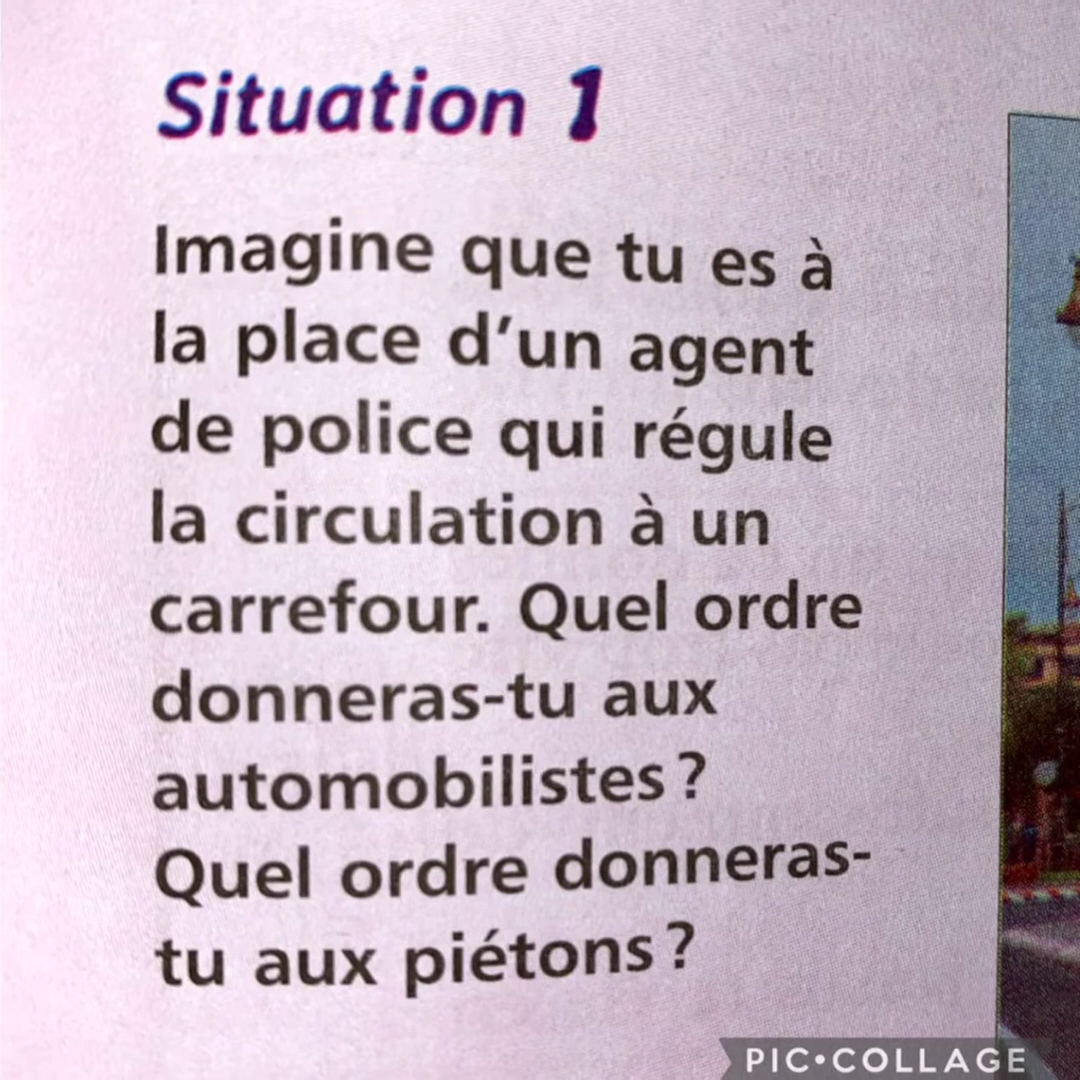 Situation 1
Imagine que tu es à
la place d'un agent
de police qui régule
la circulation à un
carrefour. Quel ordre
donneras-tu aux
automobilistes ?
Quel ordre donneras-
tu aux piétons ?
PIC•COLLAGE